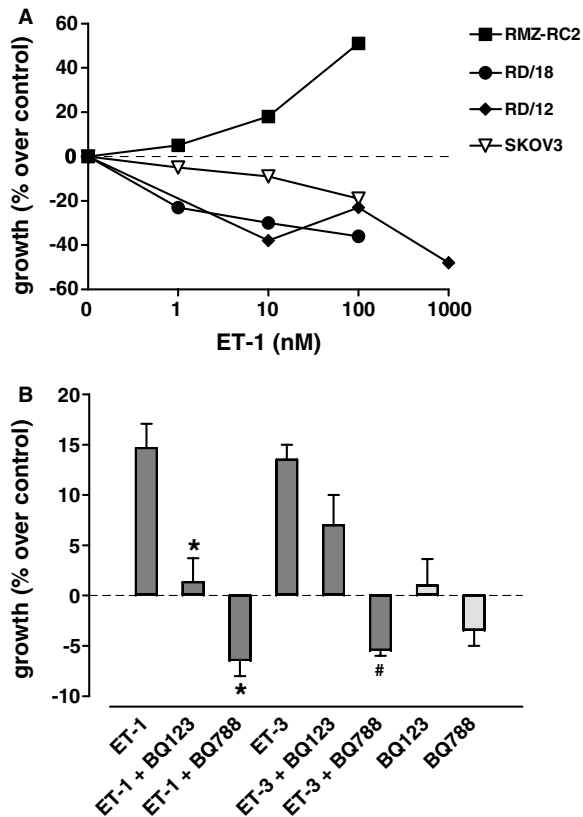 A
60
40
20
0
-20
-40
-60
growth (% over control)
0 1 10 100 1000
ET-1 (nM)
RMZ-RC2
RD/18
RD/12
SKOV3
B
20
15
10
5
0
-5
-10
growth (% over control)
*
*
#
ET-1
ET-1 + BQ123
ET-1 + BQ788
ET-3
ET-3 + BQ123
ET-3 + BQ788
BQ123
BQ788